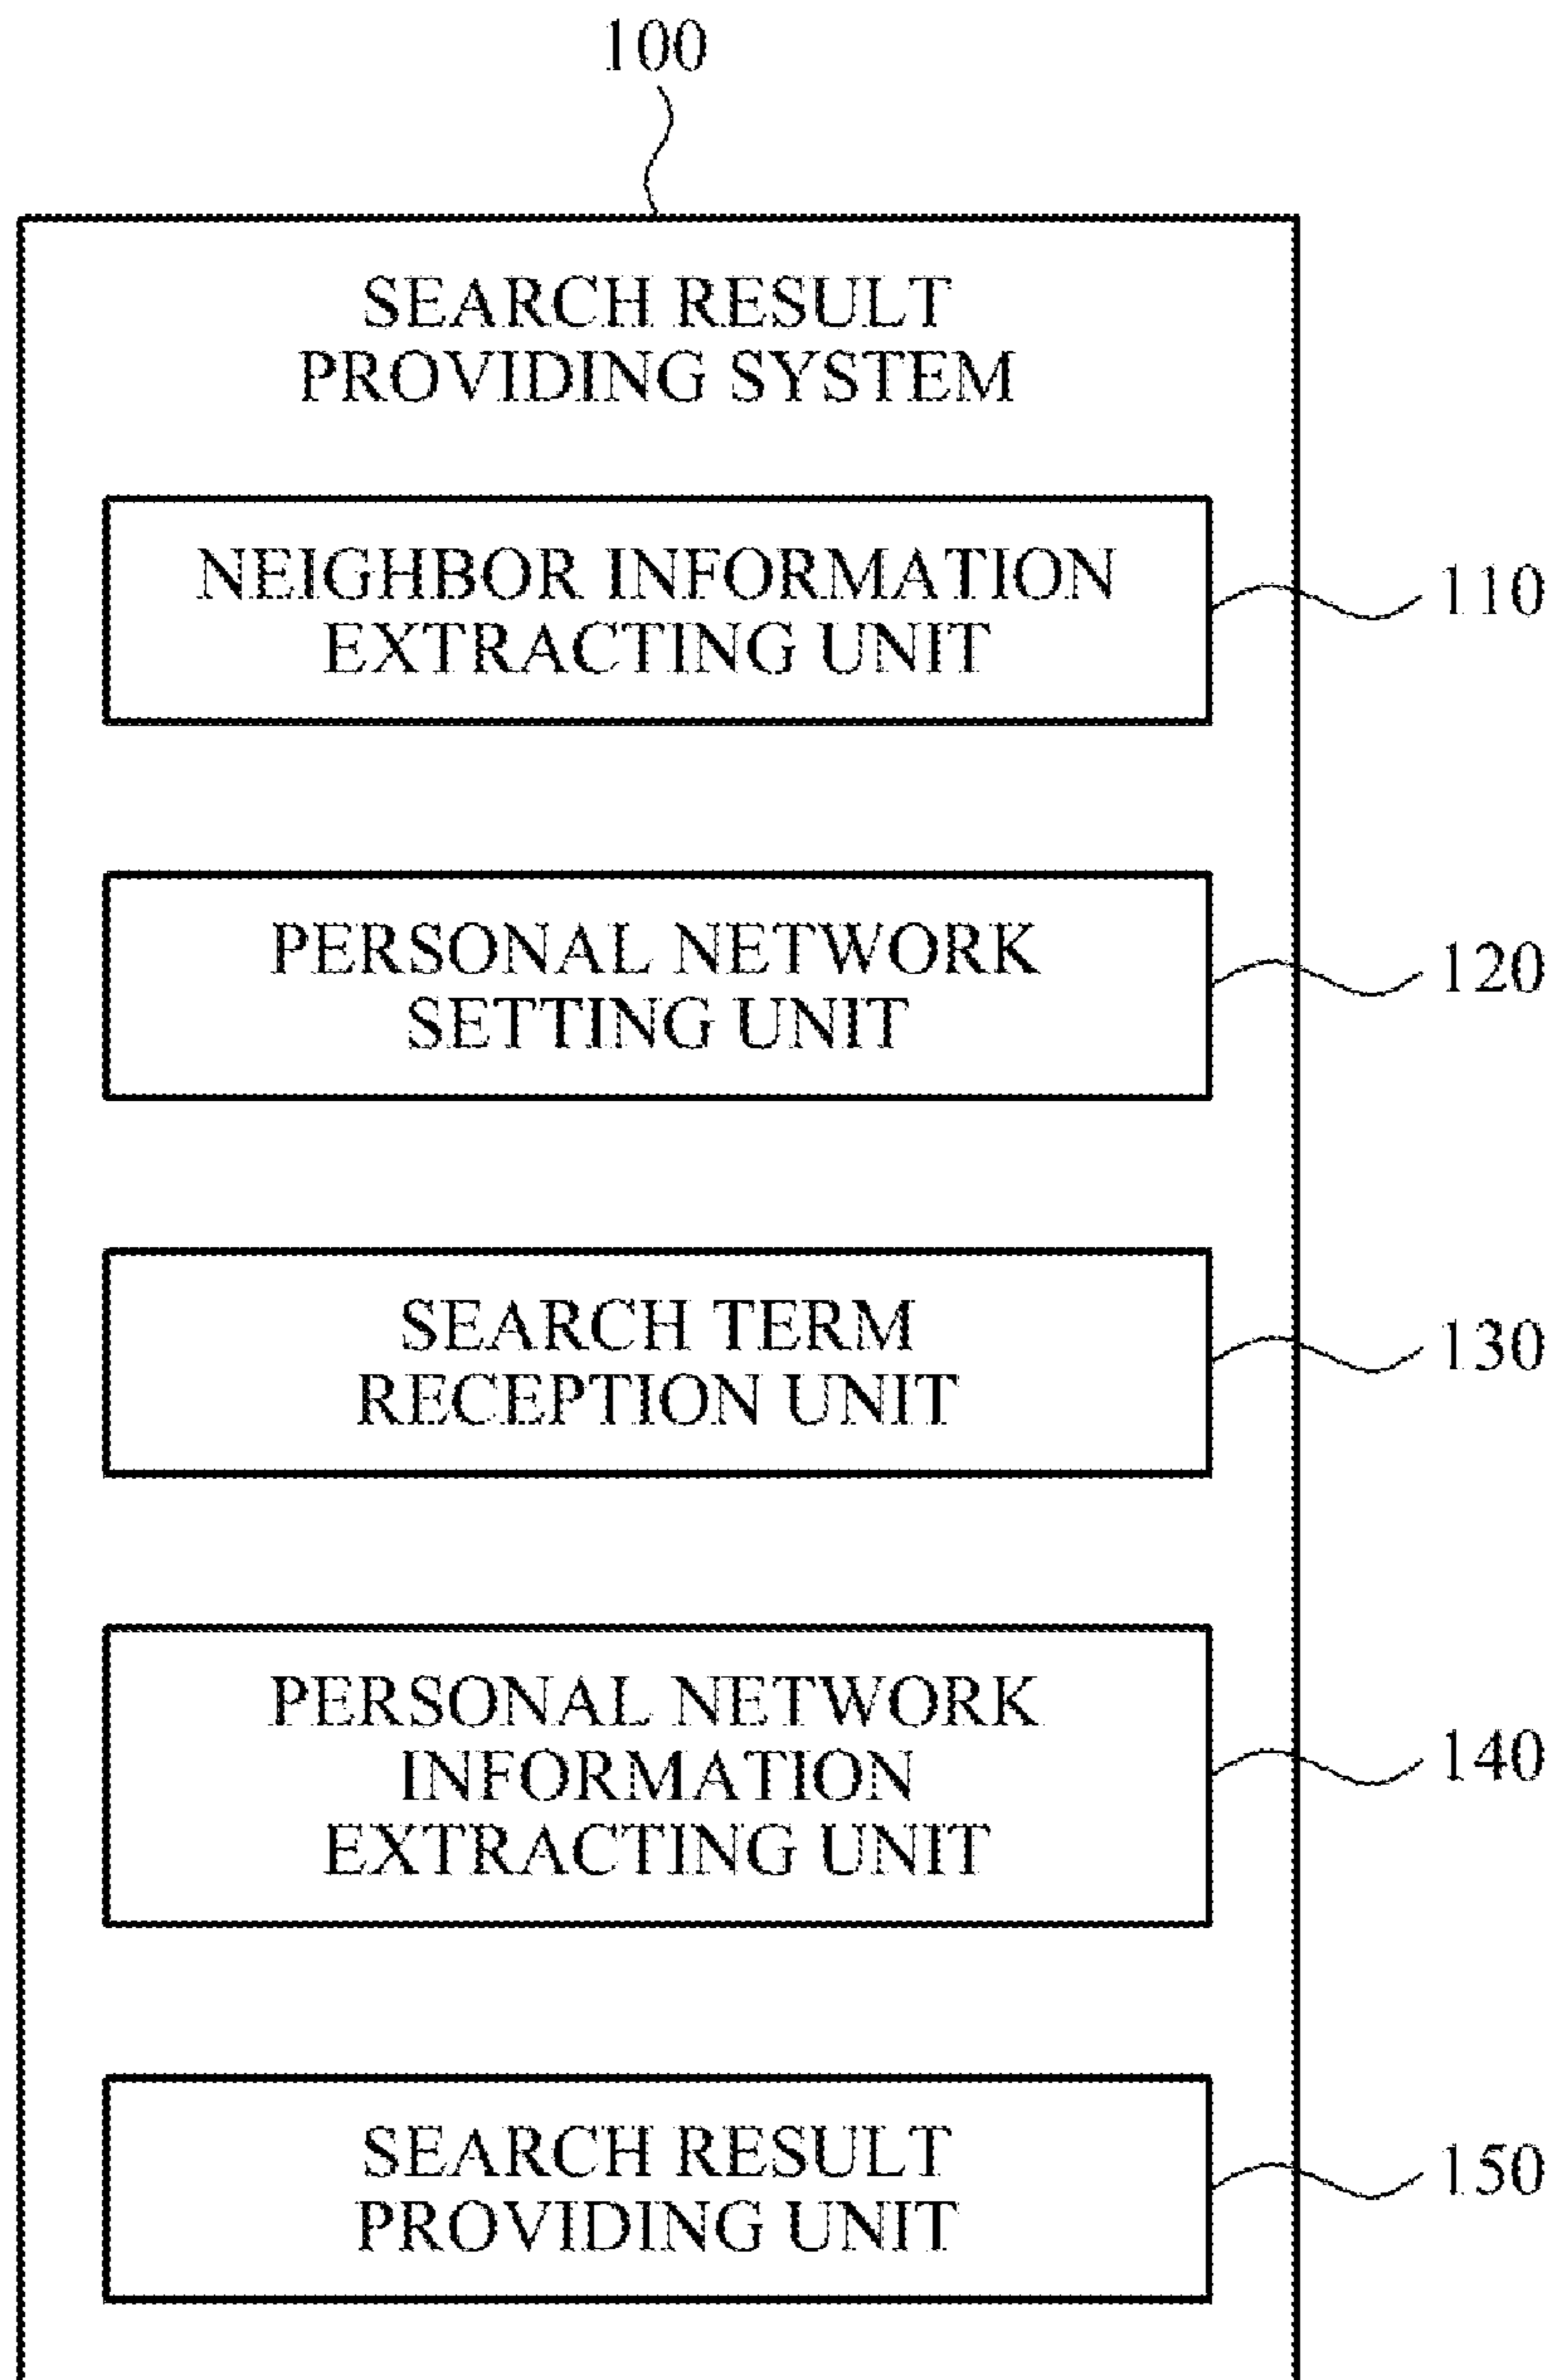 100
SEARCH RESULT
PROVIDING SYSTEM
NEIGHBOR INFORMATION
EXTRACTING UNIT
110
PERSONAL NETWORK
SETTING UNIT
120
SEARCH TERM
RECEPTION UNIT
130
PERSONAL NETWORK
INFORMATION
EXTRACTING UNIT
140
SEARCH RESULT
PROVIDING UNIT
150